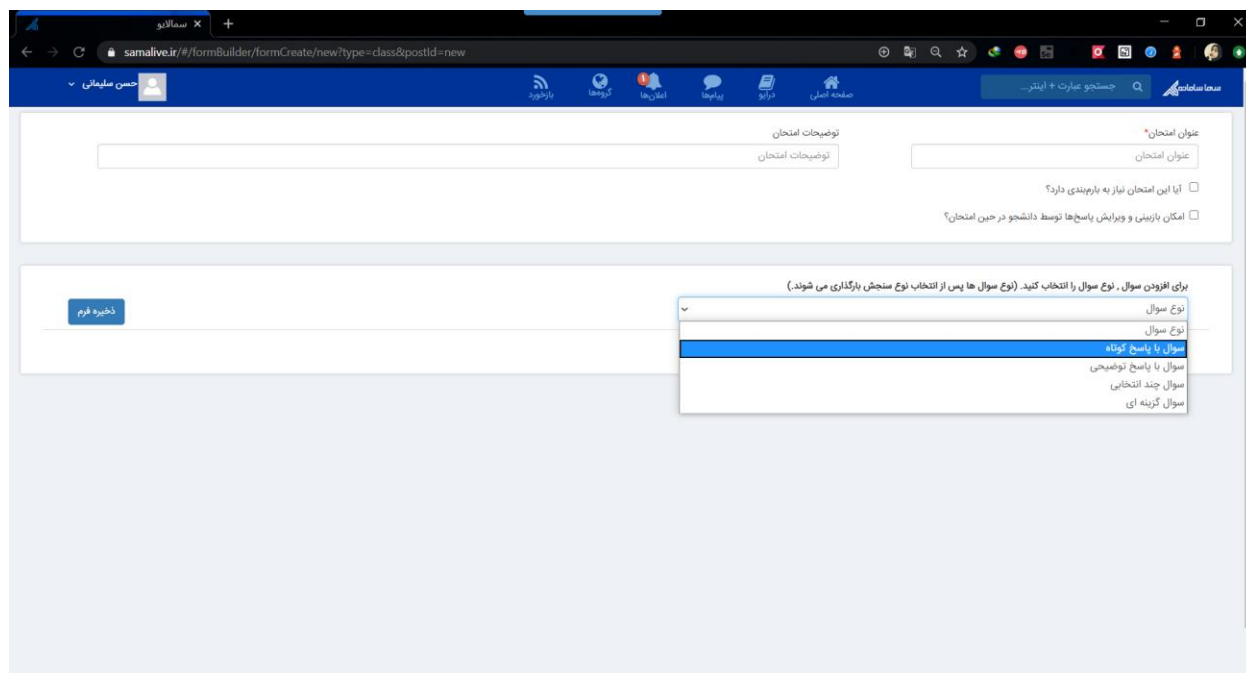 سمالایو
samalive.ir/#/formBuilder/formCreate/new?type=class&postId=new
سما سامانه
جستجو عبارت + اینتر...
صفحه اصلی
درایو
پیام‌ها
اعلان‌ها
1
گروه‌ها
بازخورد
حسن سلیمانی
عنوان امتحان*
توضیحات امتحان
عنوان امتحان
توضیحات امتحان
آیا این امتحان نیاز به بارم‌بندی دارد؟
امکان بازبینی و ویرایش پاسخ‌ها توسط دانشجو در حین امتحان؟
برای افزودن سوال , نوع سوال را انتخاب کنید. (نوع سوال ها پس از انتخاب نوع سنجش بارگذاری می شوند.)
نوع سوال
ذخیره فرم
نوع سوال
سوال با پاسخ کوتاه
سوال با پاسخ توضیحی
سوال چند انتخابی
سوال گزینه ای